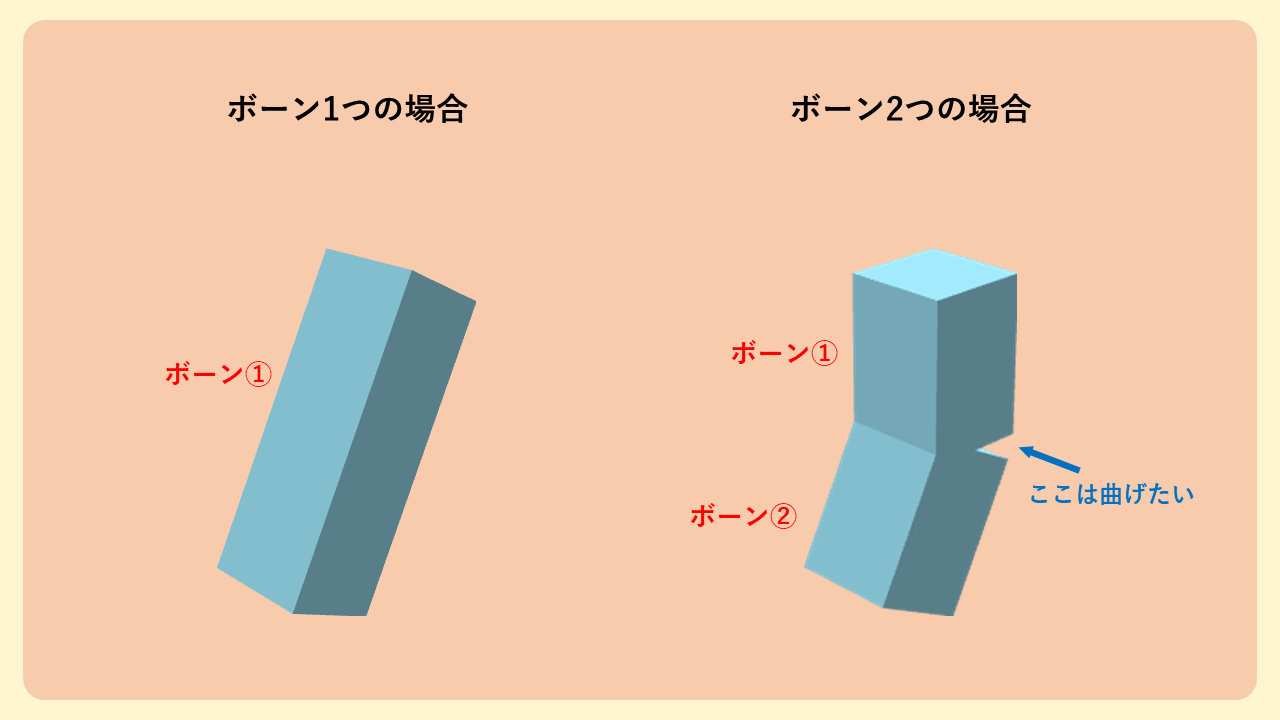 ボーン1つの場合
ボーン2つの場合
ボーン①
ボーン①
ここは曲げたい
ボーン②